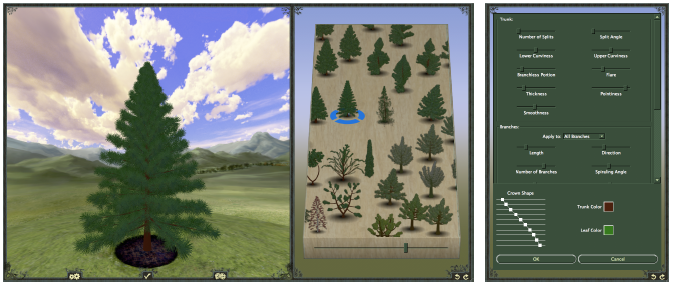 Trunk:
Number of Splits
Split Angle
Lower Curviness
Upper Curviness
Branchless Portion
Flare
Thickness
Pointiness
Smoothness
Branches:
Apply to: All Branches
Length
Direction
Number of Branches
Spiraling Angle
Crown Shape
Trunk Color
Leaf Color
OK
Cancel